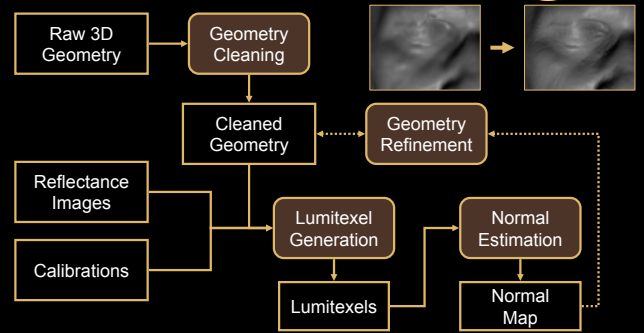 Raw 3D
Geometry
Geometry
Cleaning
Cleaned
Geometry
Geometry
Refinement
Reflectance
Images
Calibrations
Lumitexel
Generation
Normal
Estimation
Lumitexels
Normal
Map